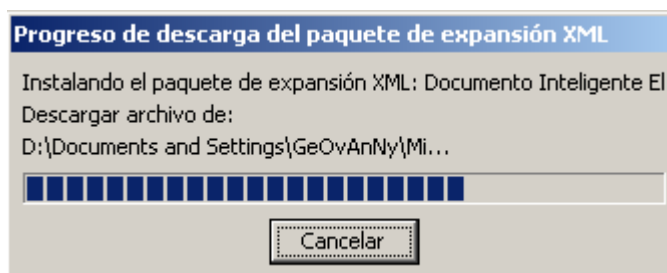 Progreso de descarga del paquete de expansión XML
Instalando el paquete de expansión XML: Documento Inteligente El
Descargar archivo de:
D:\Documents and Settings\GeOvAnNy\Mi...
Cancelar